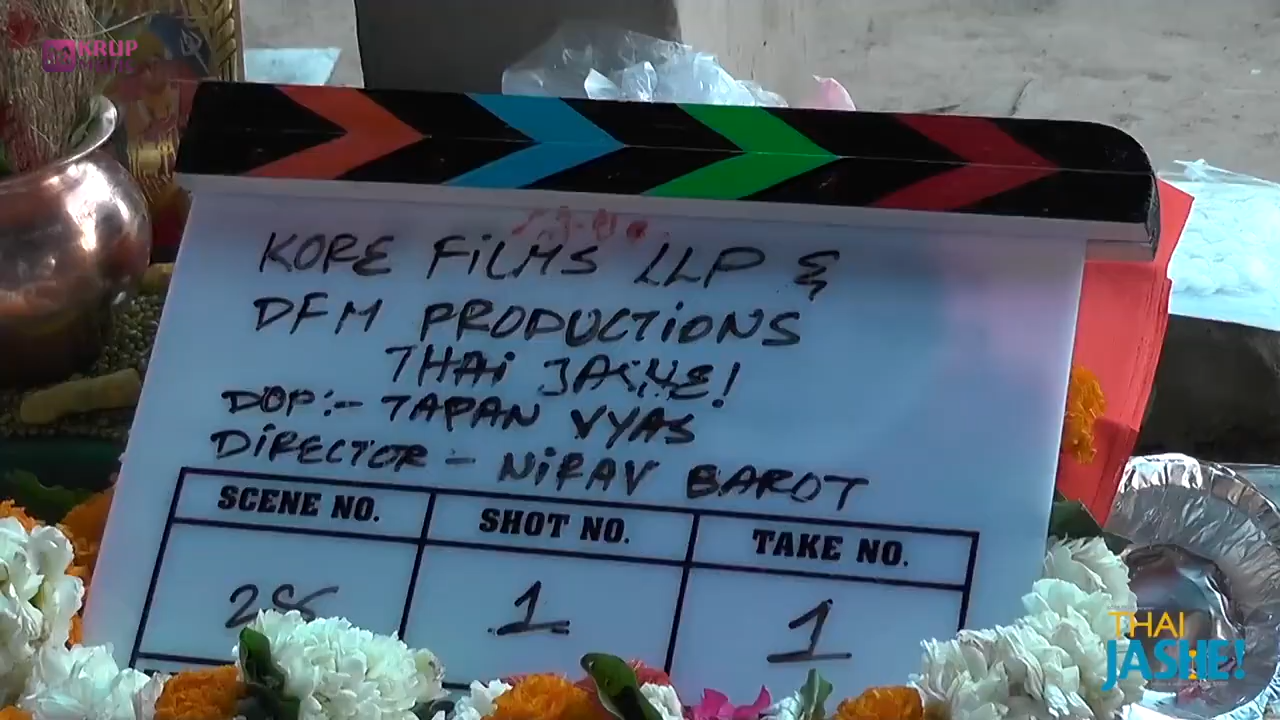 KRUP
MUSIC
KORE FiLMS LLP &
DFM PRODUCTIONS
THAi JASHE!
DOP:- TAPAN VYAS
DiRECTOR - NiRAV BAROT
SCENE NO.
SHOT NO.
TAKE NO.
1
1
THAI
JASHE!